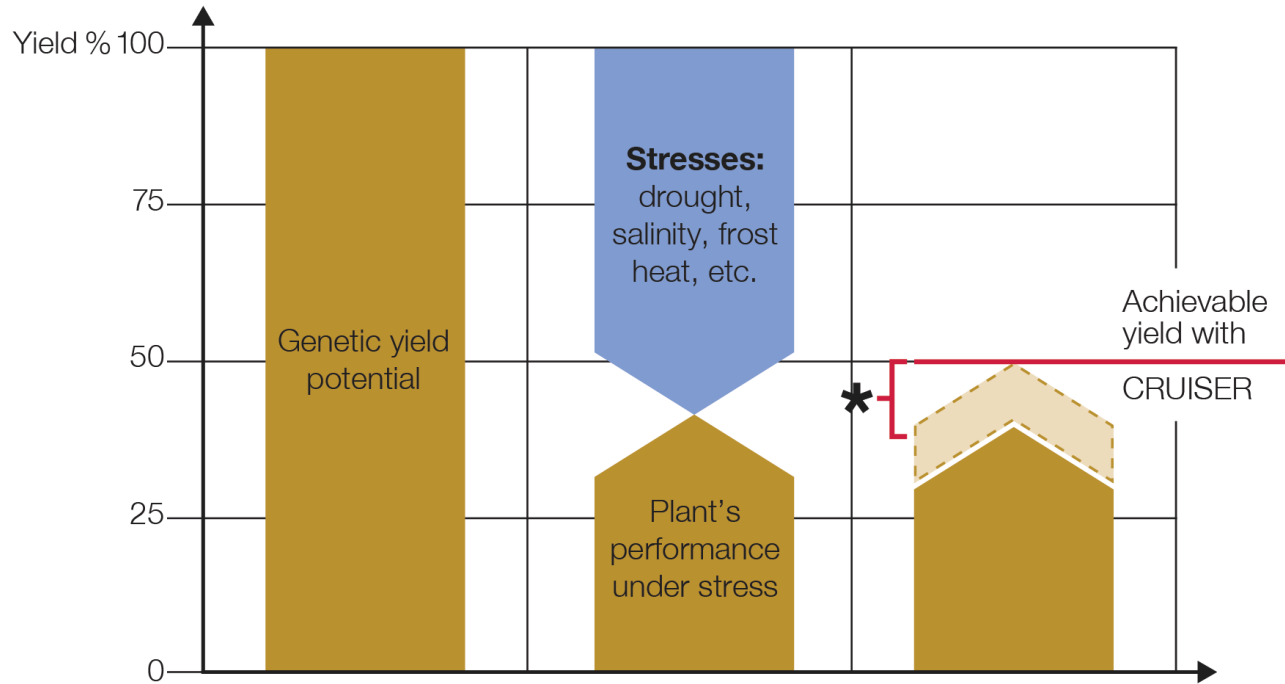 Yield % 100
75
50
25
0
Genetic yield
potential
Stresses:
drought,
salinity, frost
heat, etc.
Plant’s
performance
under stress
*
Achievable
yield with
CRUISER